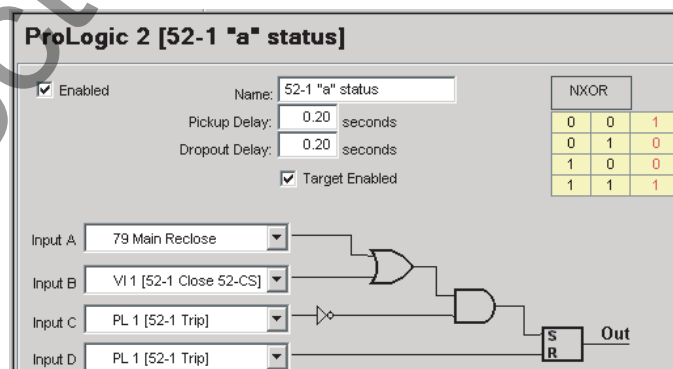 ProLogic 2 [52-1 "a" status]
Enabled
Name: 52-1 "a" status
Pickup Delay: 0.20 seconds
Dropout Delay: 0.20 seconds
Target Enabled
NXOR
0 0 1
0 1 0
1 0 0
1 1 1
Input A 79 Main Reclose
Input B VI 1 [52-1 Close 52-CS]
Input C PL 1 [52-1 Trip]
Input D PL 1 [52-1 Trip]
S
R
Out